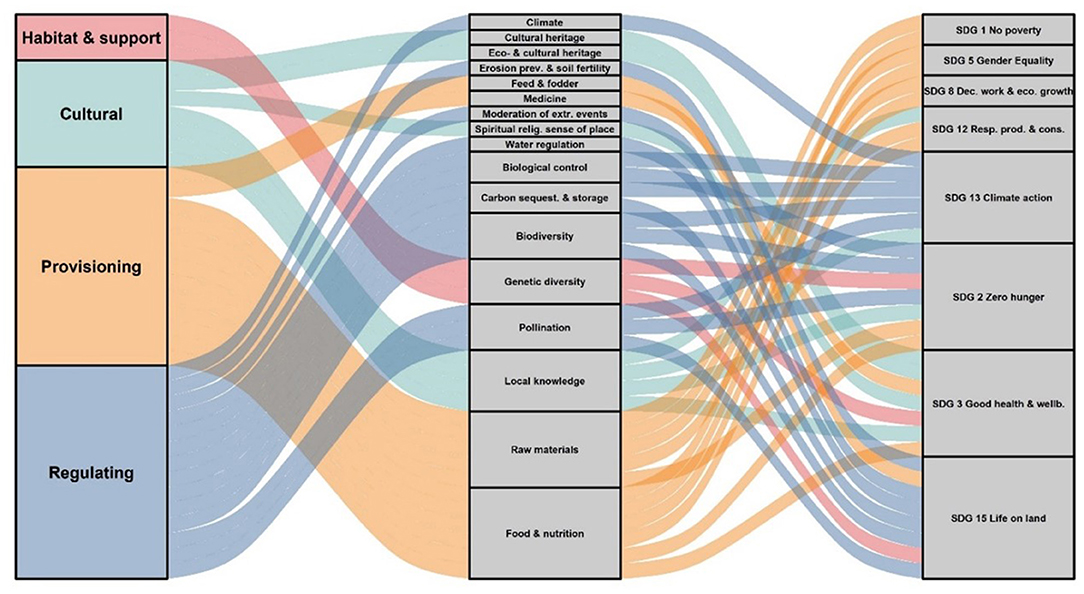 Habitat & support
Cultural
Provisioning
Regulating
Climate
Cultural heritage
Eco- & cultural heritage
Erosion prev. & soil fertility
Feed & fodder
Medicine
Moderation of extr. events
Spiritual relig. sense of place
Water regulation
Biological control
Carbon sequest. & storage
Biodiversity
Genetic diversity
Pollination
Local knowledge
Raw materials
Food & nutrition
SDG 1 No poverty
SDG 5 Gender Equality
SDG 8 Dec. work & eco. growth
SDG 12 Resp. prod. & cons.
SDG 13 Climate action
SDG 2 Zero hunger
SDG 3 Good health & wellb.
SDG 15 Life on land